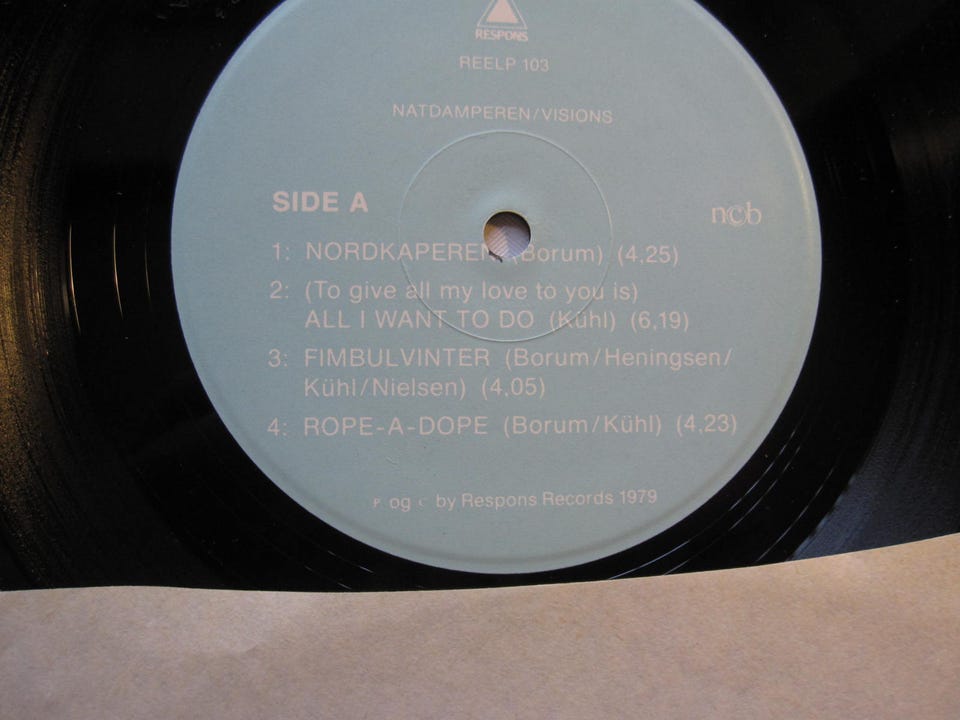 RESPONS
REELP 103
NATDAMPEREN/VISIONS
SIDE A
ncb
1: NORDKAPEREN (Borum) (4.25)
2: (To give all my love to you is)
ALL I WANT TO DO (Kühl) (6,19)
3: FIMBULVINTER (Borum/Heningsen/
Kühl/Nielsen) (4.05)
4: ROPE-A-DOPE (Borum/Kühl) (4,23)
P og C by Respons Records 1979